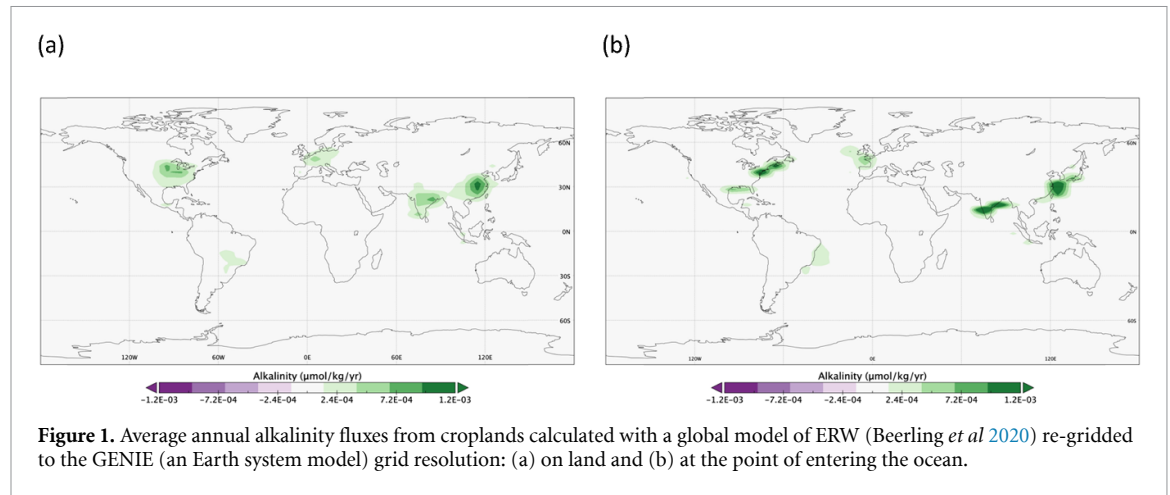 (a)
(b)
60N
30N
0N
30S
60S
120W 60W 0E 60E 120E
60N
30N
0N
30S
60S
120W 0E 120E
Alkalinity (µmol/kg/yr)
-1.2E-03 -7.2E-04 -2.4E-04 2.4E-04 7.2E-04 1.2E-03
Alkalinity (µmol/kg/yr)
-1.2E-03 -7.2E-04 -2.4E-04 2.4E-04 7.2E-04 1.2E-03
Figure 1. Average annual alkalinity fluxes from croplands calculated with a global model of ERW (Beerling et al 2020) re-gridded
to the GENIE (an Earth system model) grid resolution: (a) on land and (b) at the point of entering the ocean.